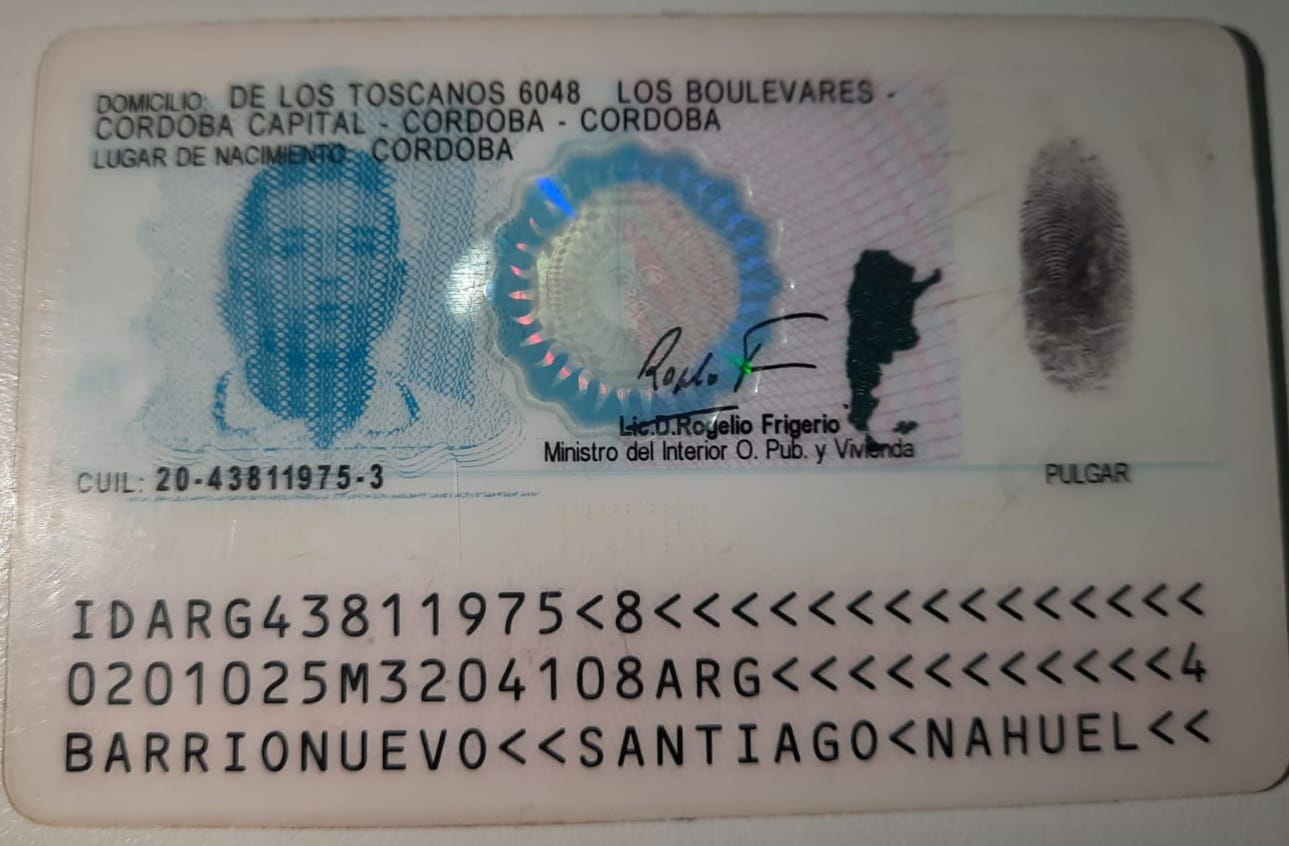 DOMICILIO: DE LOS TOSCANOS 6048 LOS BOULEVARES -
CORDOBA CAPITAL - CORDOBA - CORDOBA
LUGAR DE NACIMIENTO: CORDOBA
Lic.D.Rogelio Frigerio
Ministro del Interior O. Pub. y Vivienda
CUIL: 20-43811975-3
PULGAR
IDARG43811975<8<<<<<<<<<<<<<<<
0201025M3204108ARG<<<<<<<<<<<4
BARRIONUEVO<<SANTIAGO<NAHUEL<<